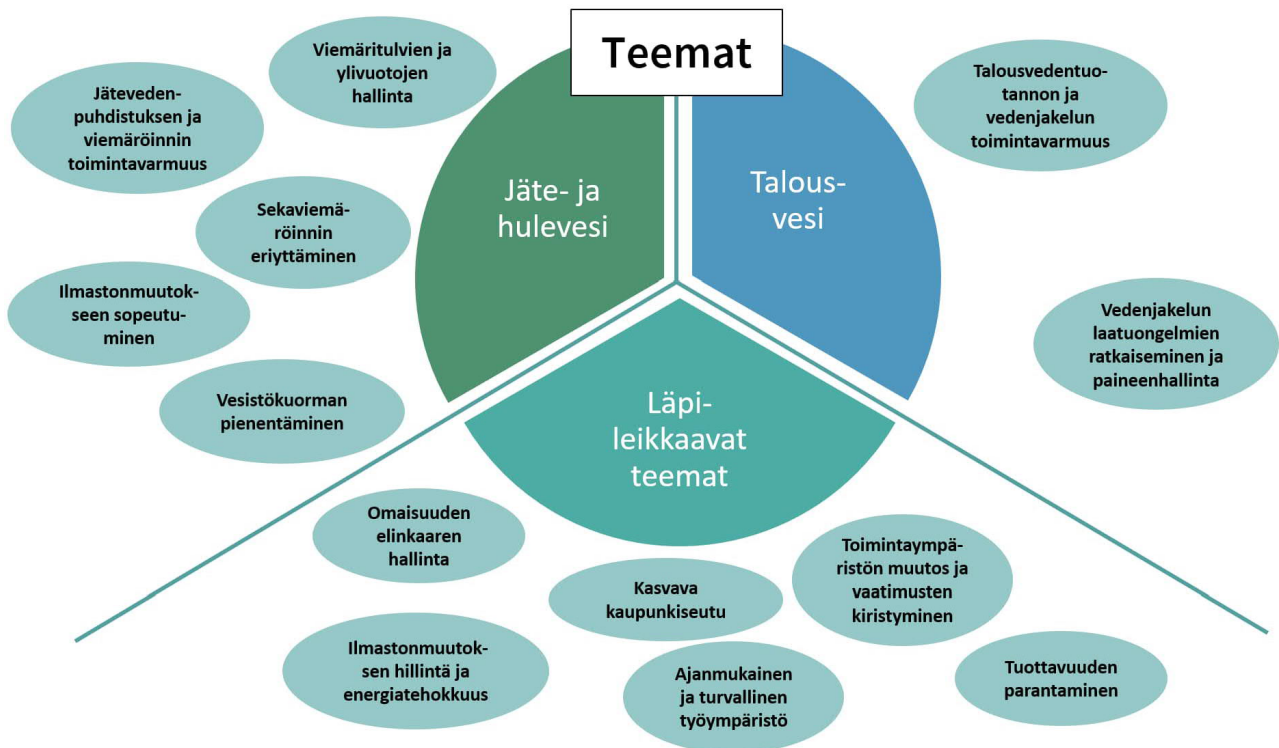 Teemat
Viemäritulvien ja
ylivuotojen
hallinta
Jäteveden-
puhdistuksen ja
viemäröinnin
toimintavarmuus
Sekaviemä-
röinnin
eriyttäminen
Ilmastonmuutok-
seen sopeutu-
minen
Vesistökuorman
pienentäminen
Jäte- ja
hulevesi
Talous-
vesi
Talousvedentuo-
tannon ja
vedenjakelun
toimintavarmuus
Vedenjakelun
laatuongelmien
ratkaiseminen ja
paineenhallinta
Läpi-
leikkaavat
teemat
Omaisuuden
elinkaaren
hallinta
Ilmastonmuutok-
sen hillintä ja
energiatehokkuus
Kasvava
kaupunkiseutu
Ajanmukainen
ja turvallinen
työympäristö
Toimintaympä-
ristön muutos ja
vaatimusten
kiristyminen
Tuottavuuden
parantaminen